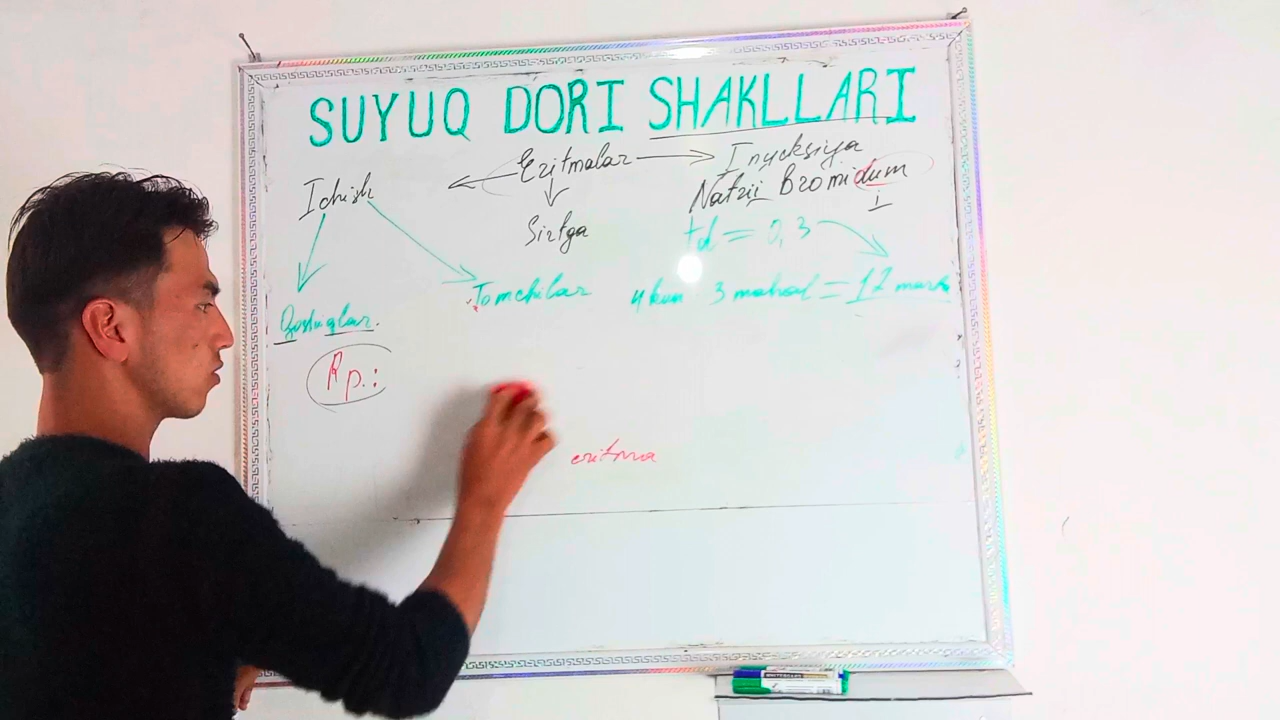 SUYUQ DORI SHAKLLARI
Eritmalar
Inyeksiya
Ichish
Natrii Bromidum
Sirtga
td = 0,3
Tomchilar
4 kun 3 mahal = 12 marta
Qoshuqlar.
Rp.:
eritma